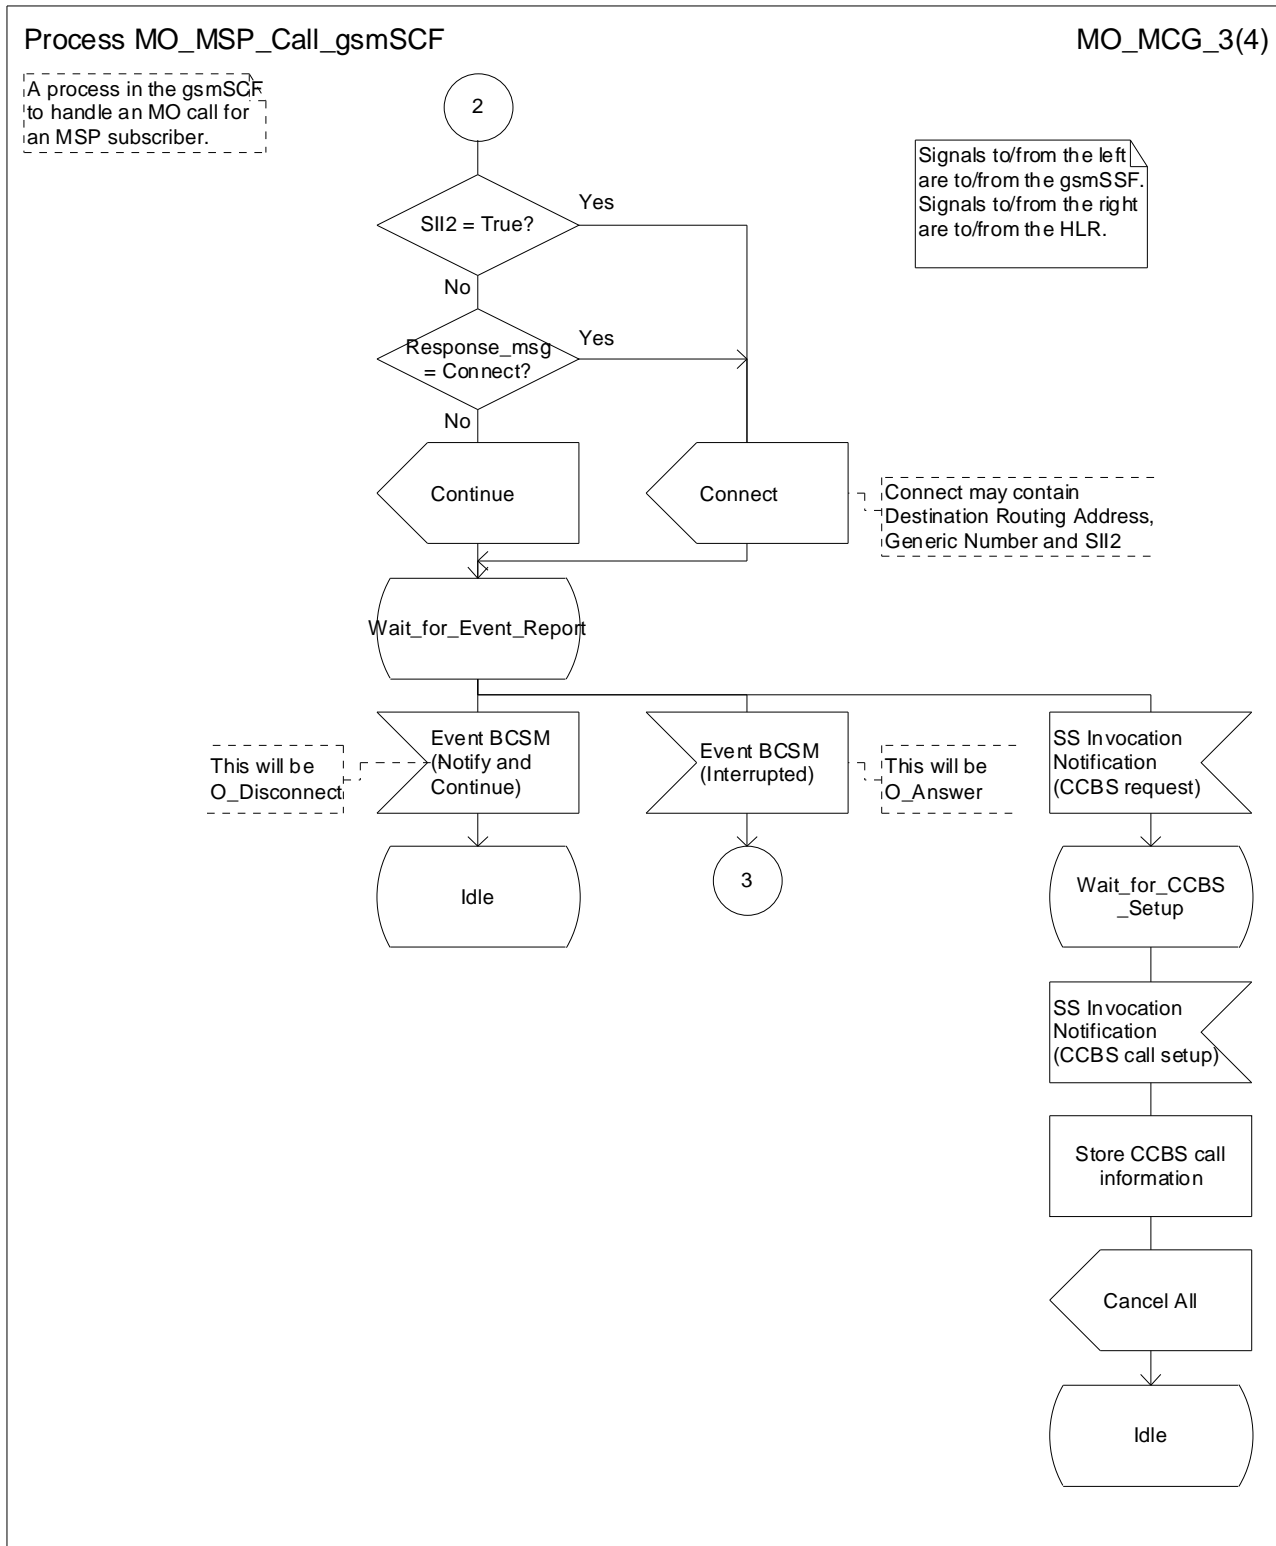 Process MO_MSP_Call_gsmSCF
MO_MCG_3(4)
A process in the gsmSCF
to handle an MO call for
an MSP subscriber.
2
Signals to/from the left
are to/from the gsmSSF.
Signals to/from the right
are to/from the HLR.
SII2 = True?
Yes
No
Response_msg
= Connect?
Yes
No
Continue
Connect
Connect may contain
Destination Routing Address,
Generic Number and SII2
Wait_for_Event_Report
This will be
O_Disconnect
Event BCSM
(Notify and
Continue)
Event BCSM
(Interrupted)
This will be
O_Answer
SS Invocation
Notification
(CCBS request)
Idle
3
Wait_for_CCBS
_Setup
SS Invocation
Notification
(CCBS call setup)
Store CCBS call
information
Cancel All
Idle